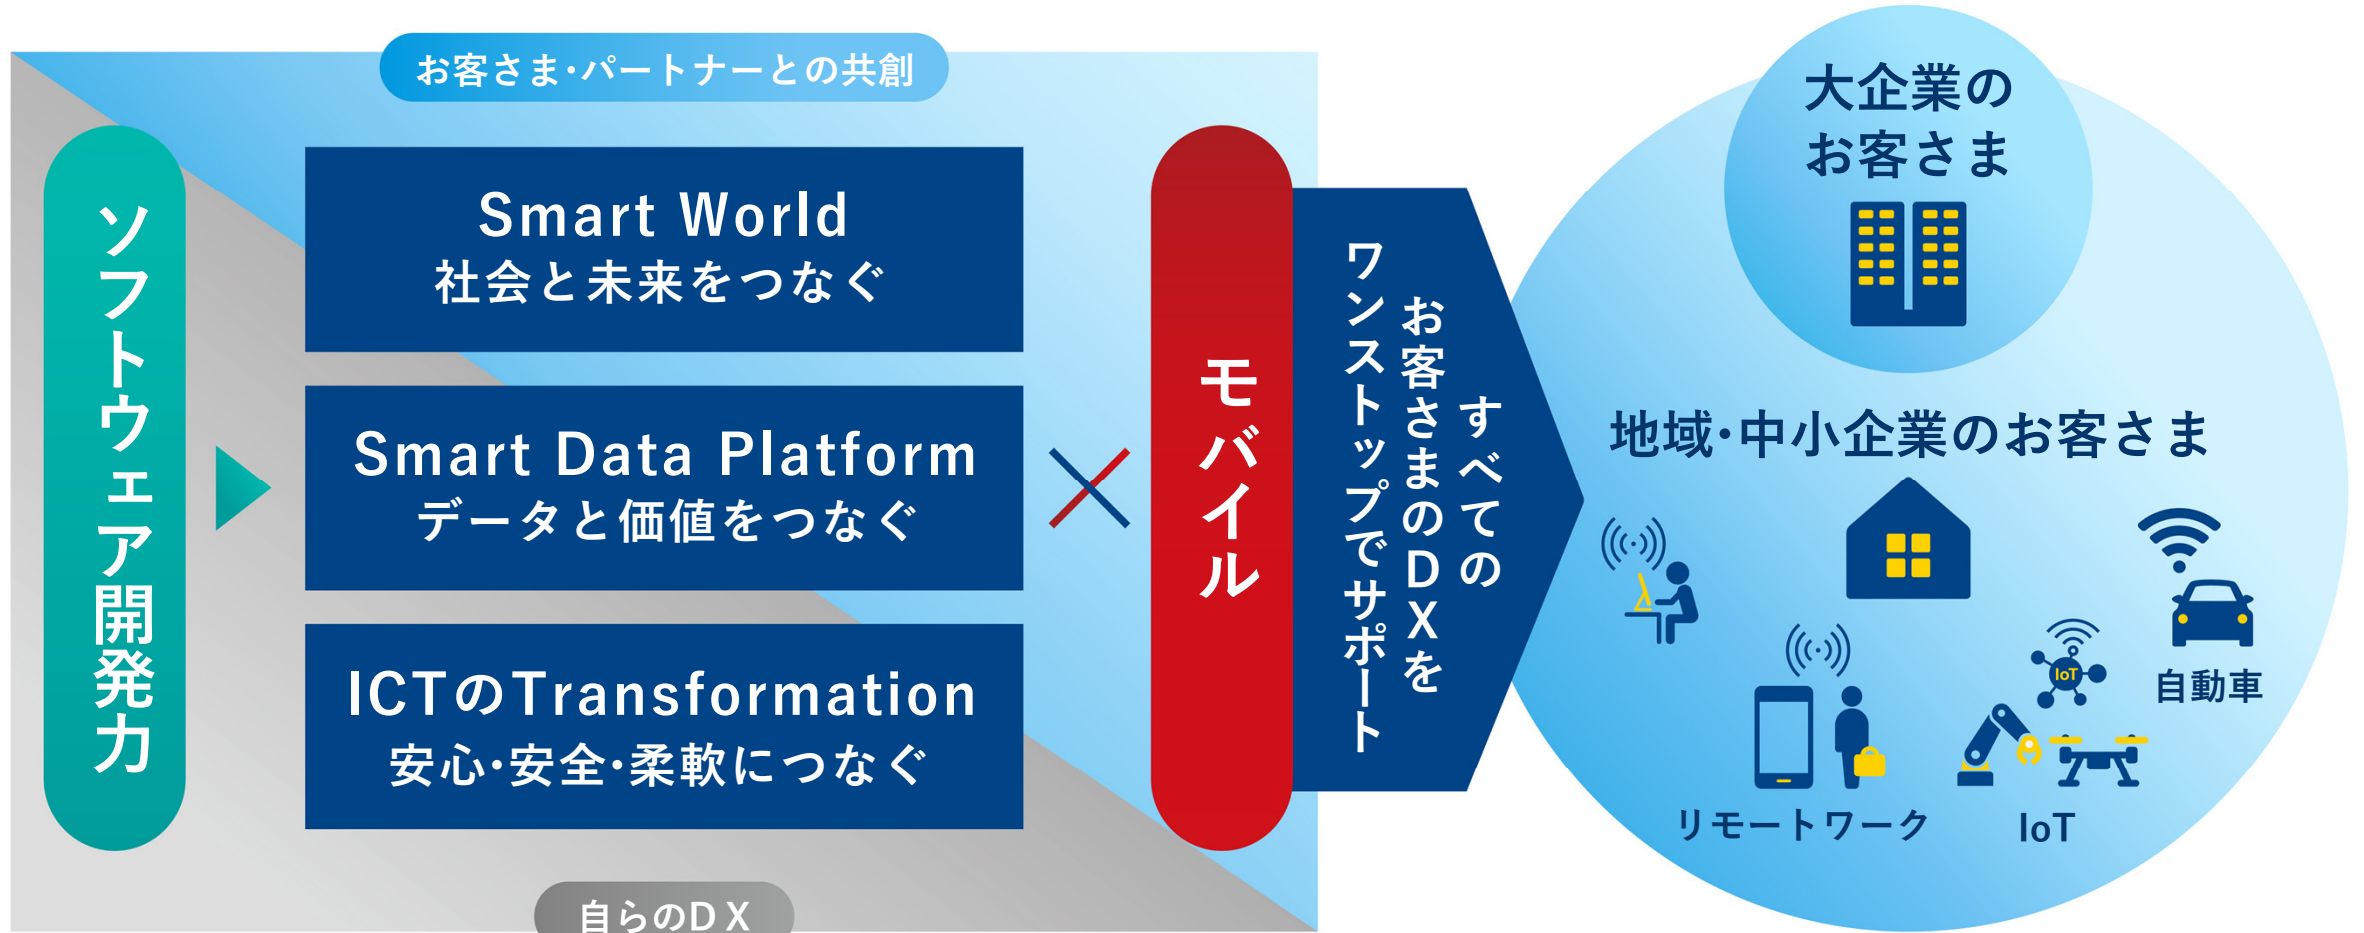 お客さま・パートナーとの共創
ソフトウェア開発力
Smart World
社会と未来をつなぐ
Smart Data Platform
データと価値をつなぐ
ICTのTransformation
安心・安全・柔軟につなぐ
自らのDX
モバイル
すべての
お客さまのDXを
ワンストップでサポート
大企業の
お客さま
地域・中小企業のお客さま
IoT
自動車
リモートワーク
IoT